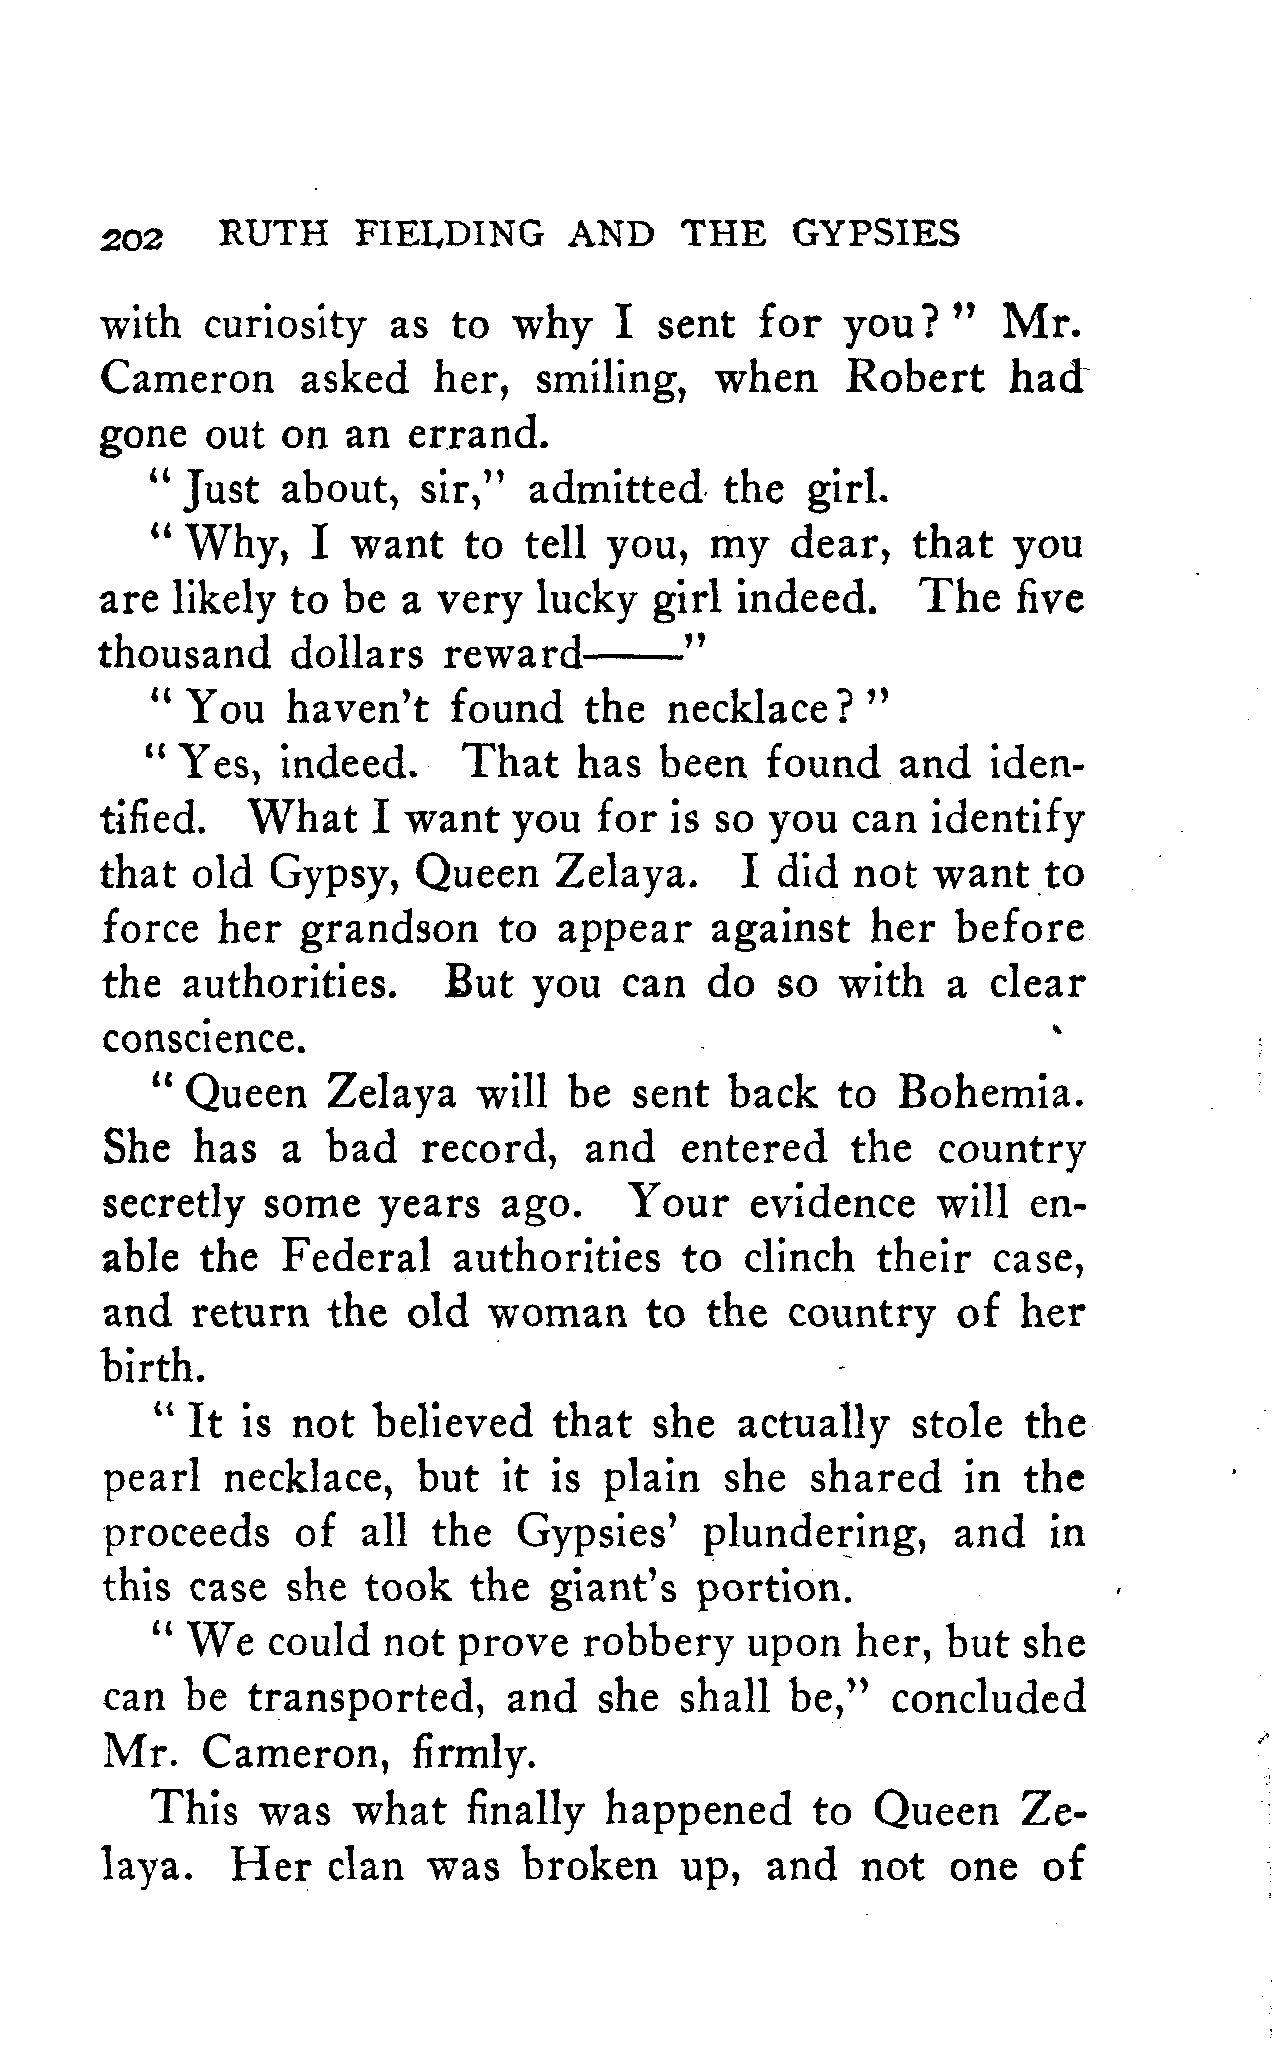 202 RUTH FIELDING AND THE GYPSIES
with curiosity as to why I sent for you?" Mr.
Cameron asked her, smiling, when Robert had
gone out on an errand.
"Just about, sir," admitted the girl.
"Why, I want to tell you, my dear, that you
are likely to be a very lucky girl indeed. The five
thousand dollars reward——"
"You haven't found the necklace?"
"Yes, indeed. That has been found and iden-
tified. What I want you for is so you can identify
that old Gypsy, Queen Zelaya. I did not want to
force her grandson to appear against her before
the authorities. But you can do so with a clear
conscience.
"Queen Zelaya will be sent back to Bohemia.
She has a bad record, and entered the country
secretly some years ago. Your evidence will en-
able the Federal authorities to clinch their case,
and return the old woman to the country of her
birth.
"It is not believed that she actually stole the
pearl necklace, but it is plain she shared in the
proceeds of all the Gypsies' plundering, and in
this case she took the giant's portion.
"We could not prove robbery upon her, but she
can be transported, and she shall be," concluded
Mr. Cameron, firmly.
This was what finally happened to Queen Ze-
laya. Her clan was broken up, and not one of